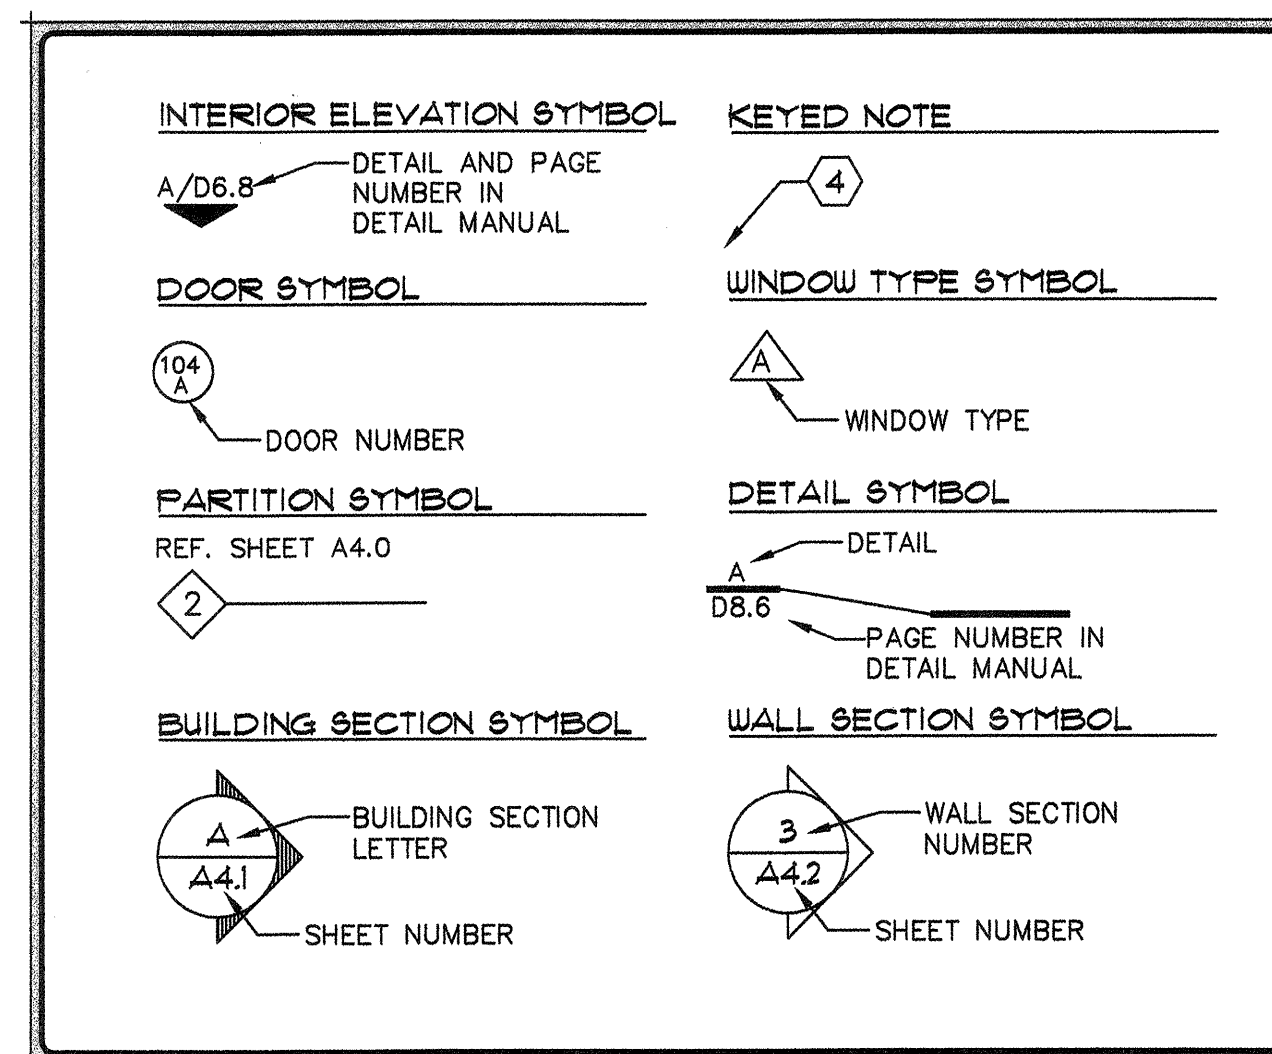 INTERIOR ELEVATION SYMBOL
A/D6.8
DETAIL AND PAGE
NUMBER IN
DETAIL MANUAL
DOOR SYMBOL
104
A
DOOR NUMBER
PARTITION SYMBOL
REF. SHEET A4.0
2
BUILDING SECTION SYMBOL
A
A4.1
BUILDING SECTION
LETTER
SHEET NUMBER
KEYED NOTE
4
WINDOW TYPE SYMBOL
A
WINDOW TYPE
DETAIL SYMBOL
DETAIL
A
D8.6
PAGE NUMBER IN
DETAIL MANUAL
WALL SECTION SYMBOL
3
A4.2
WALL SECTION
NUMBER
SHEET NUMBER